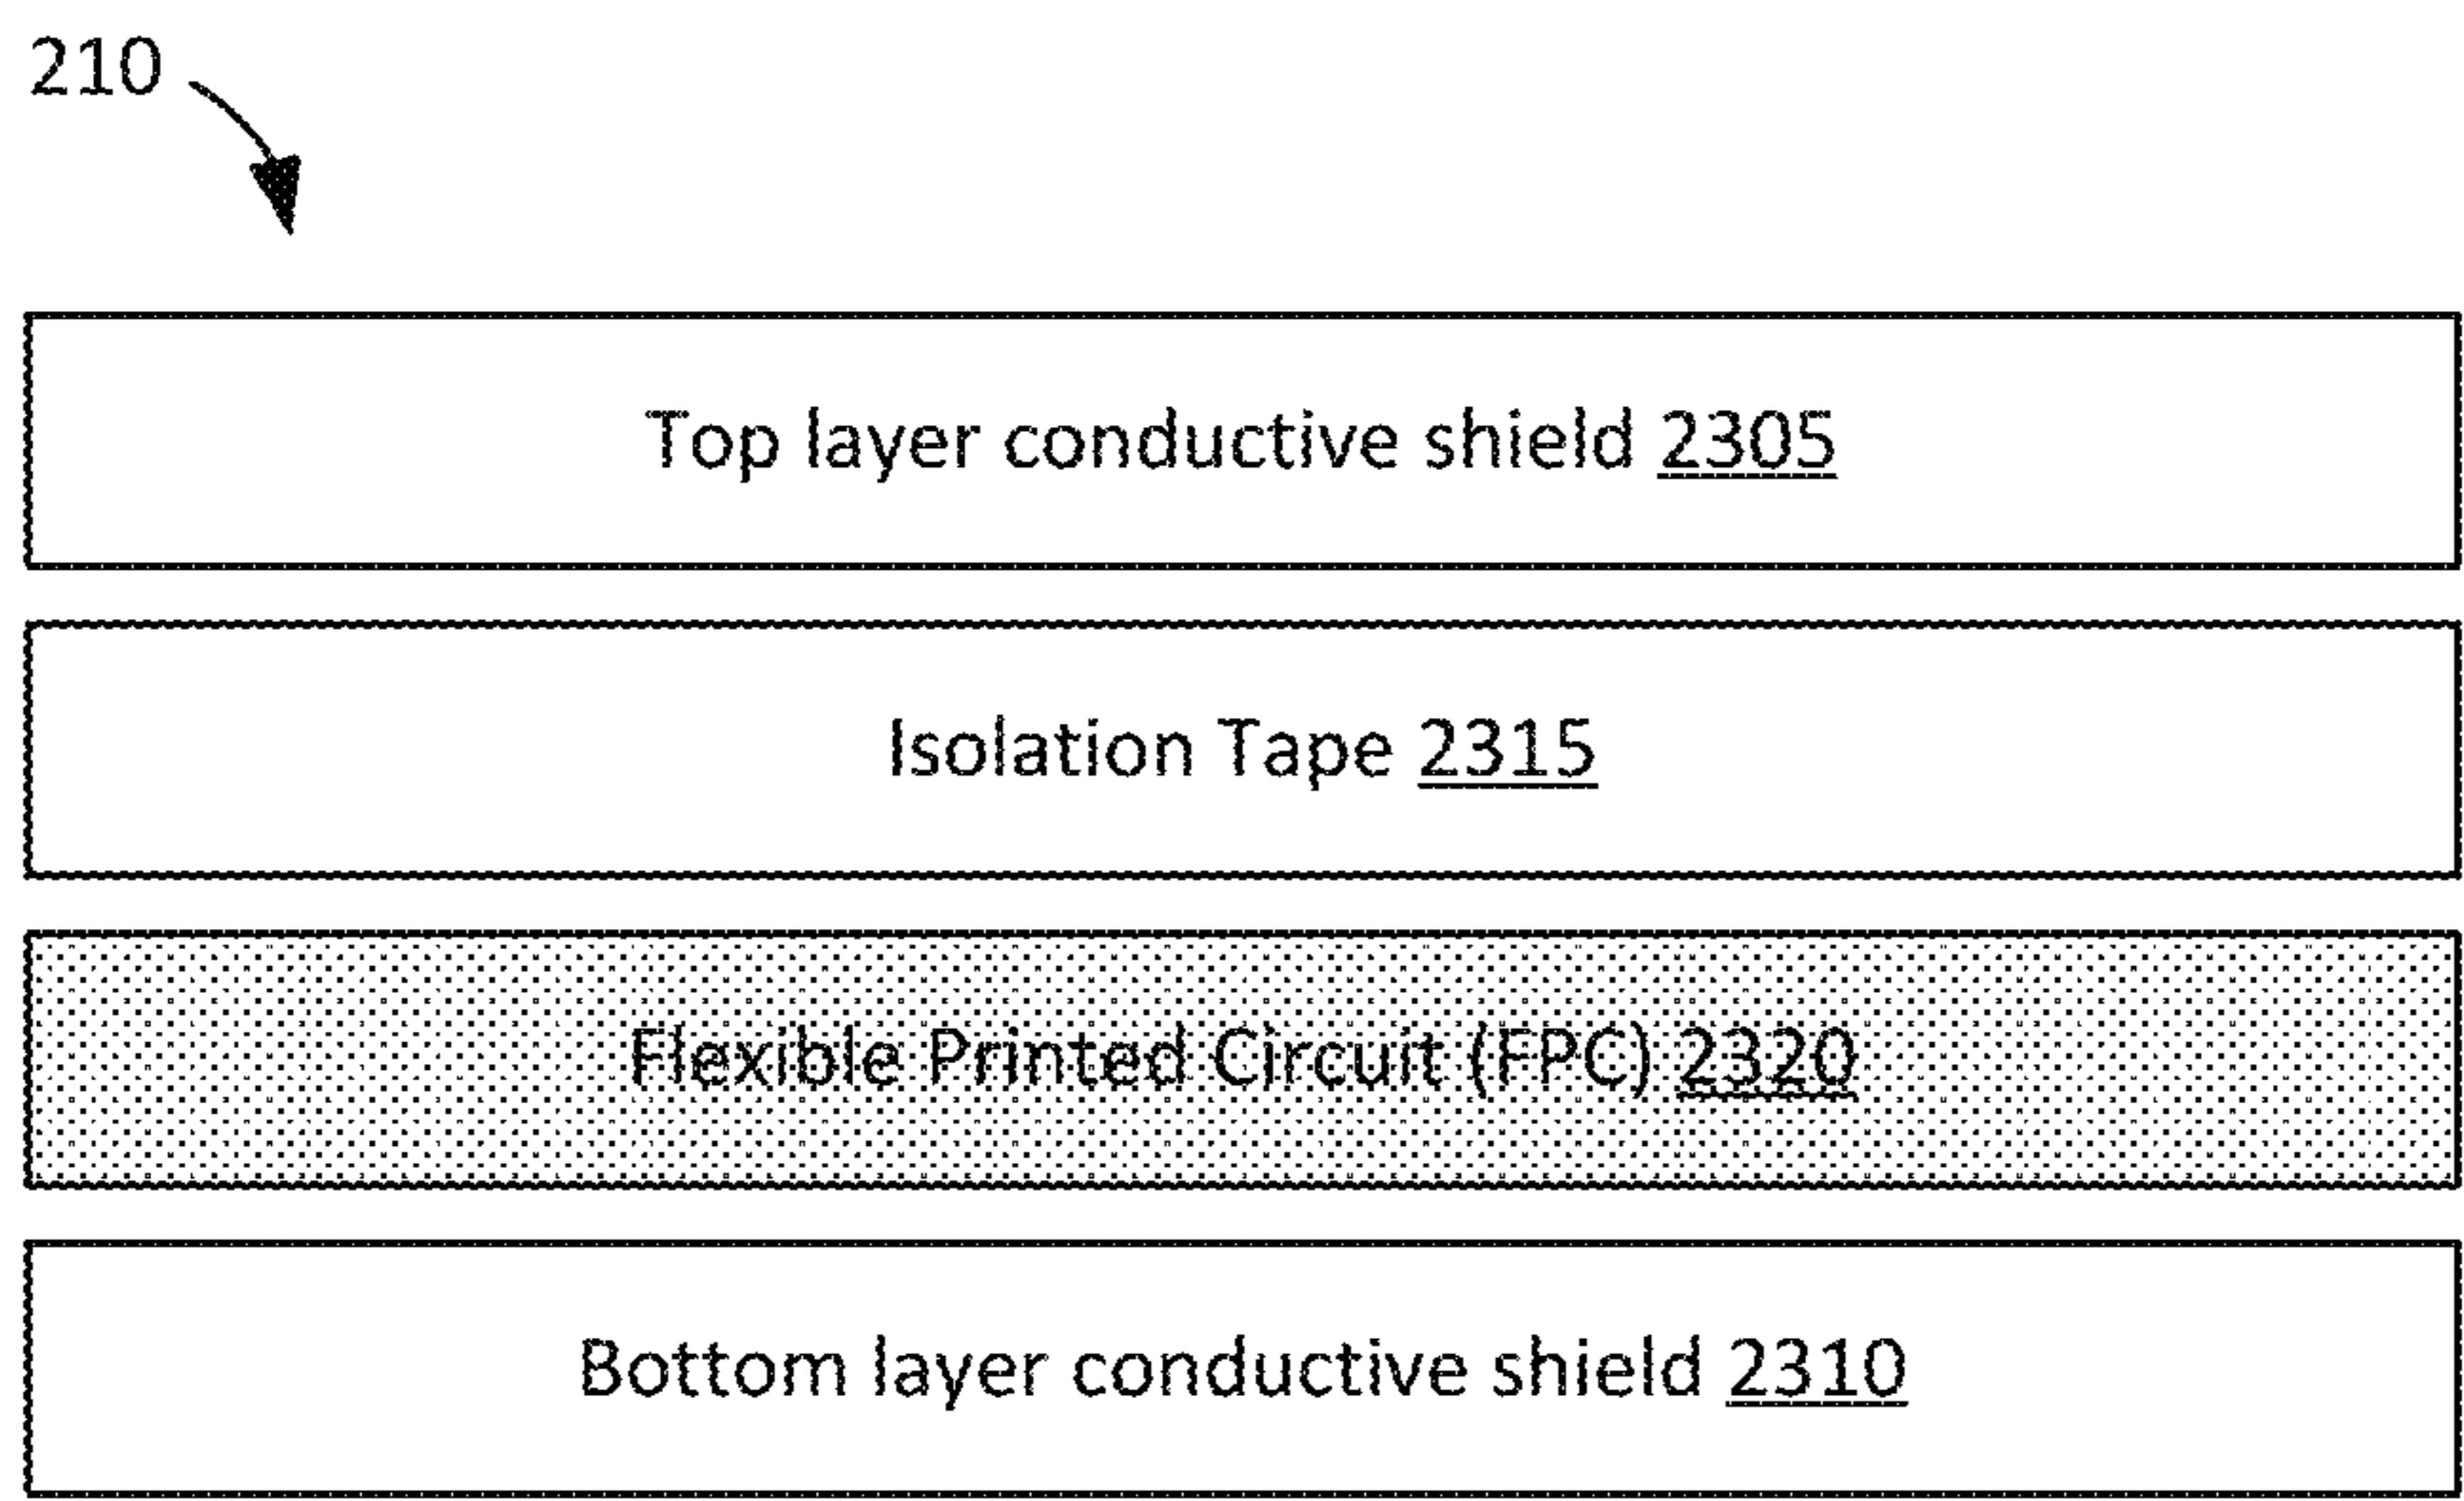 210
Top layer conductive shield 2305
Isolation Tape 2315
Flexible Printed Circuit (FPC) 2320
Bottom layer conductive shield 2310